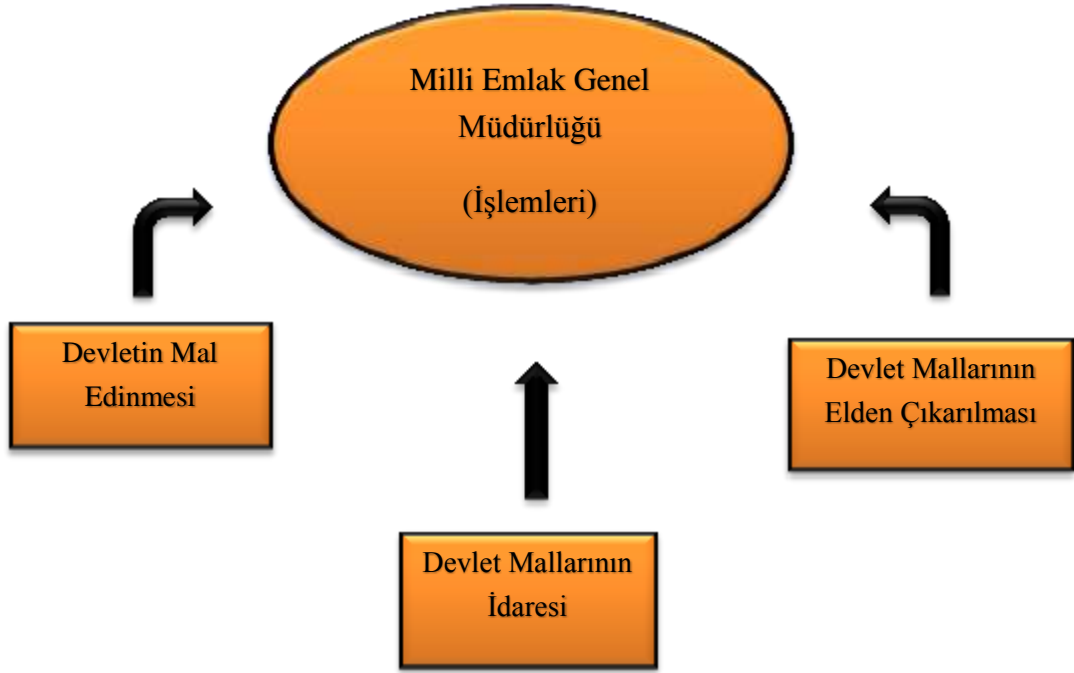 Milli Emlak Genel
Müdürlüğü
(İşlemleri)
Devletin Mal
Edinmesi
Devlet Mallarının
Elden Çıkarılması
Devlet Mallarının
İdaresi